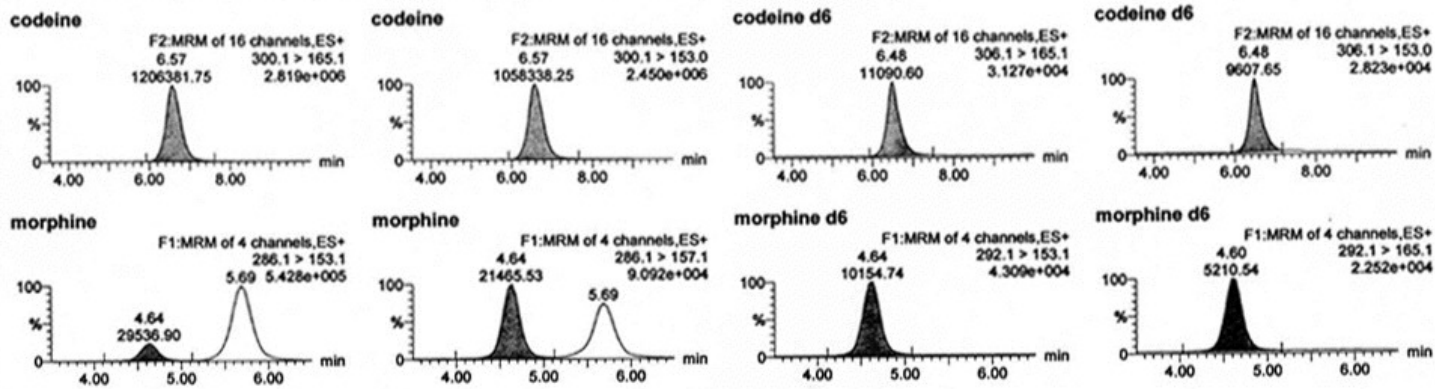 codeine
F2:MRM of 16 channels,ES+
6.57 300.1 > 165.1
1206381.75 2.819e+006
100
%
0
min
4.00 6.00 8.00
codeine
F2:MRM of 16 channels,ES+
6.57 300.1 > 153.0
1058338.25 2.450e+006
100
%
0
min
4.00 6.00 8.00
codeine d6
F2:MRM of 16 channels,ES+
6.48 306.1 > 165.1
11090.60 3.127e+004
100
%
0
min
4.00 6.00 8.00
codeine d6
F2:MRM of 16 channels,ES+
6.48 306.1 > 153.0
9607.65 2.823e+004
100
%
0
min
4.00 6.00 8.00
morphine
F1:MRM of 4 channels,ES+
286.1 > 153.1
5.69 5.428e+005
100
4.64
29536.90
%
0
min
4.00 5.00 6.00
morphine
F1:MRM of 4 channels,ES+
4.64 286.1 > 157.1
21465.53 9.092e+004
5.69
100
%
0
min
4.00 5.00 6.00
morphine d6
F1:MRM of 4 channels,ES+
4.64 292.1 > 153.1
10154.74 4.309e+004
100
%
0
min
4.00 5.00 6.00
morphine d6
F1:MRM of 4 channels,ES+
4.60 292.1 > 165.1
5210.54 2.252e+004
100
%
0
min
4.00 5.00 6.00